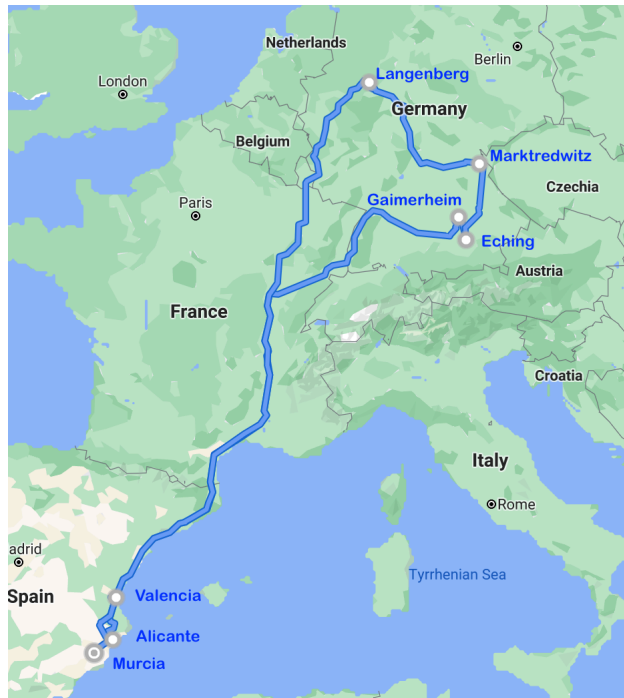 Netherlands
Berlin
Langenberg
London
Germany
Belgium
Marktredwitz
Czechia
Paris
Gaimerheim
Eching
Austria
France
Croatia
Italy
Rome
adrid
Tyrrhenian Sea
Spain
Valencia
Alicante
Murcia